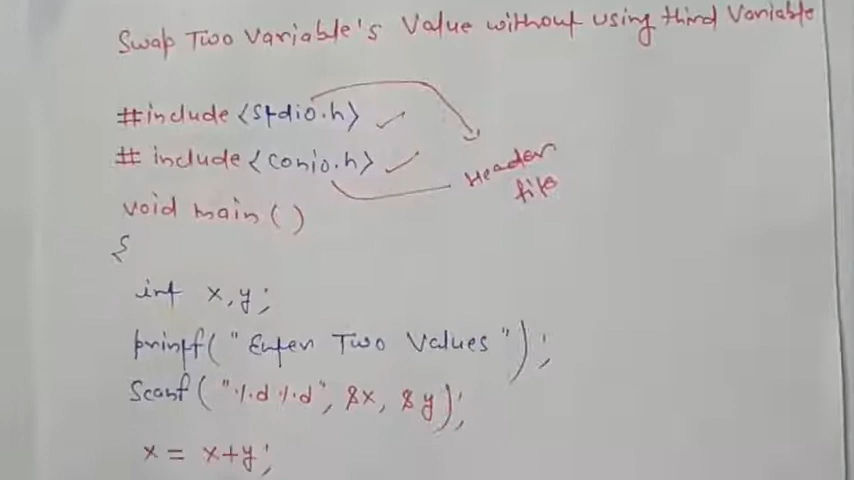 Swap Two Variable's Value without using third Variable
#include <stdio.h>
# include <conio.h>
Header
file
void main ( )
{
int x,y;
printf( " Enter Two Values " );
Scanf ( "%d %d", &x, &y);
x = x+y;